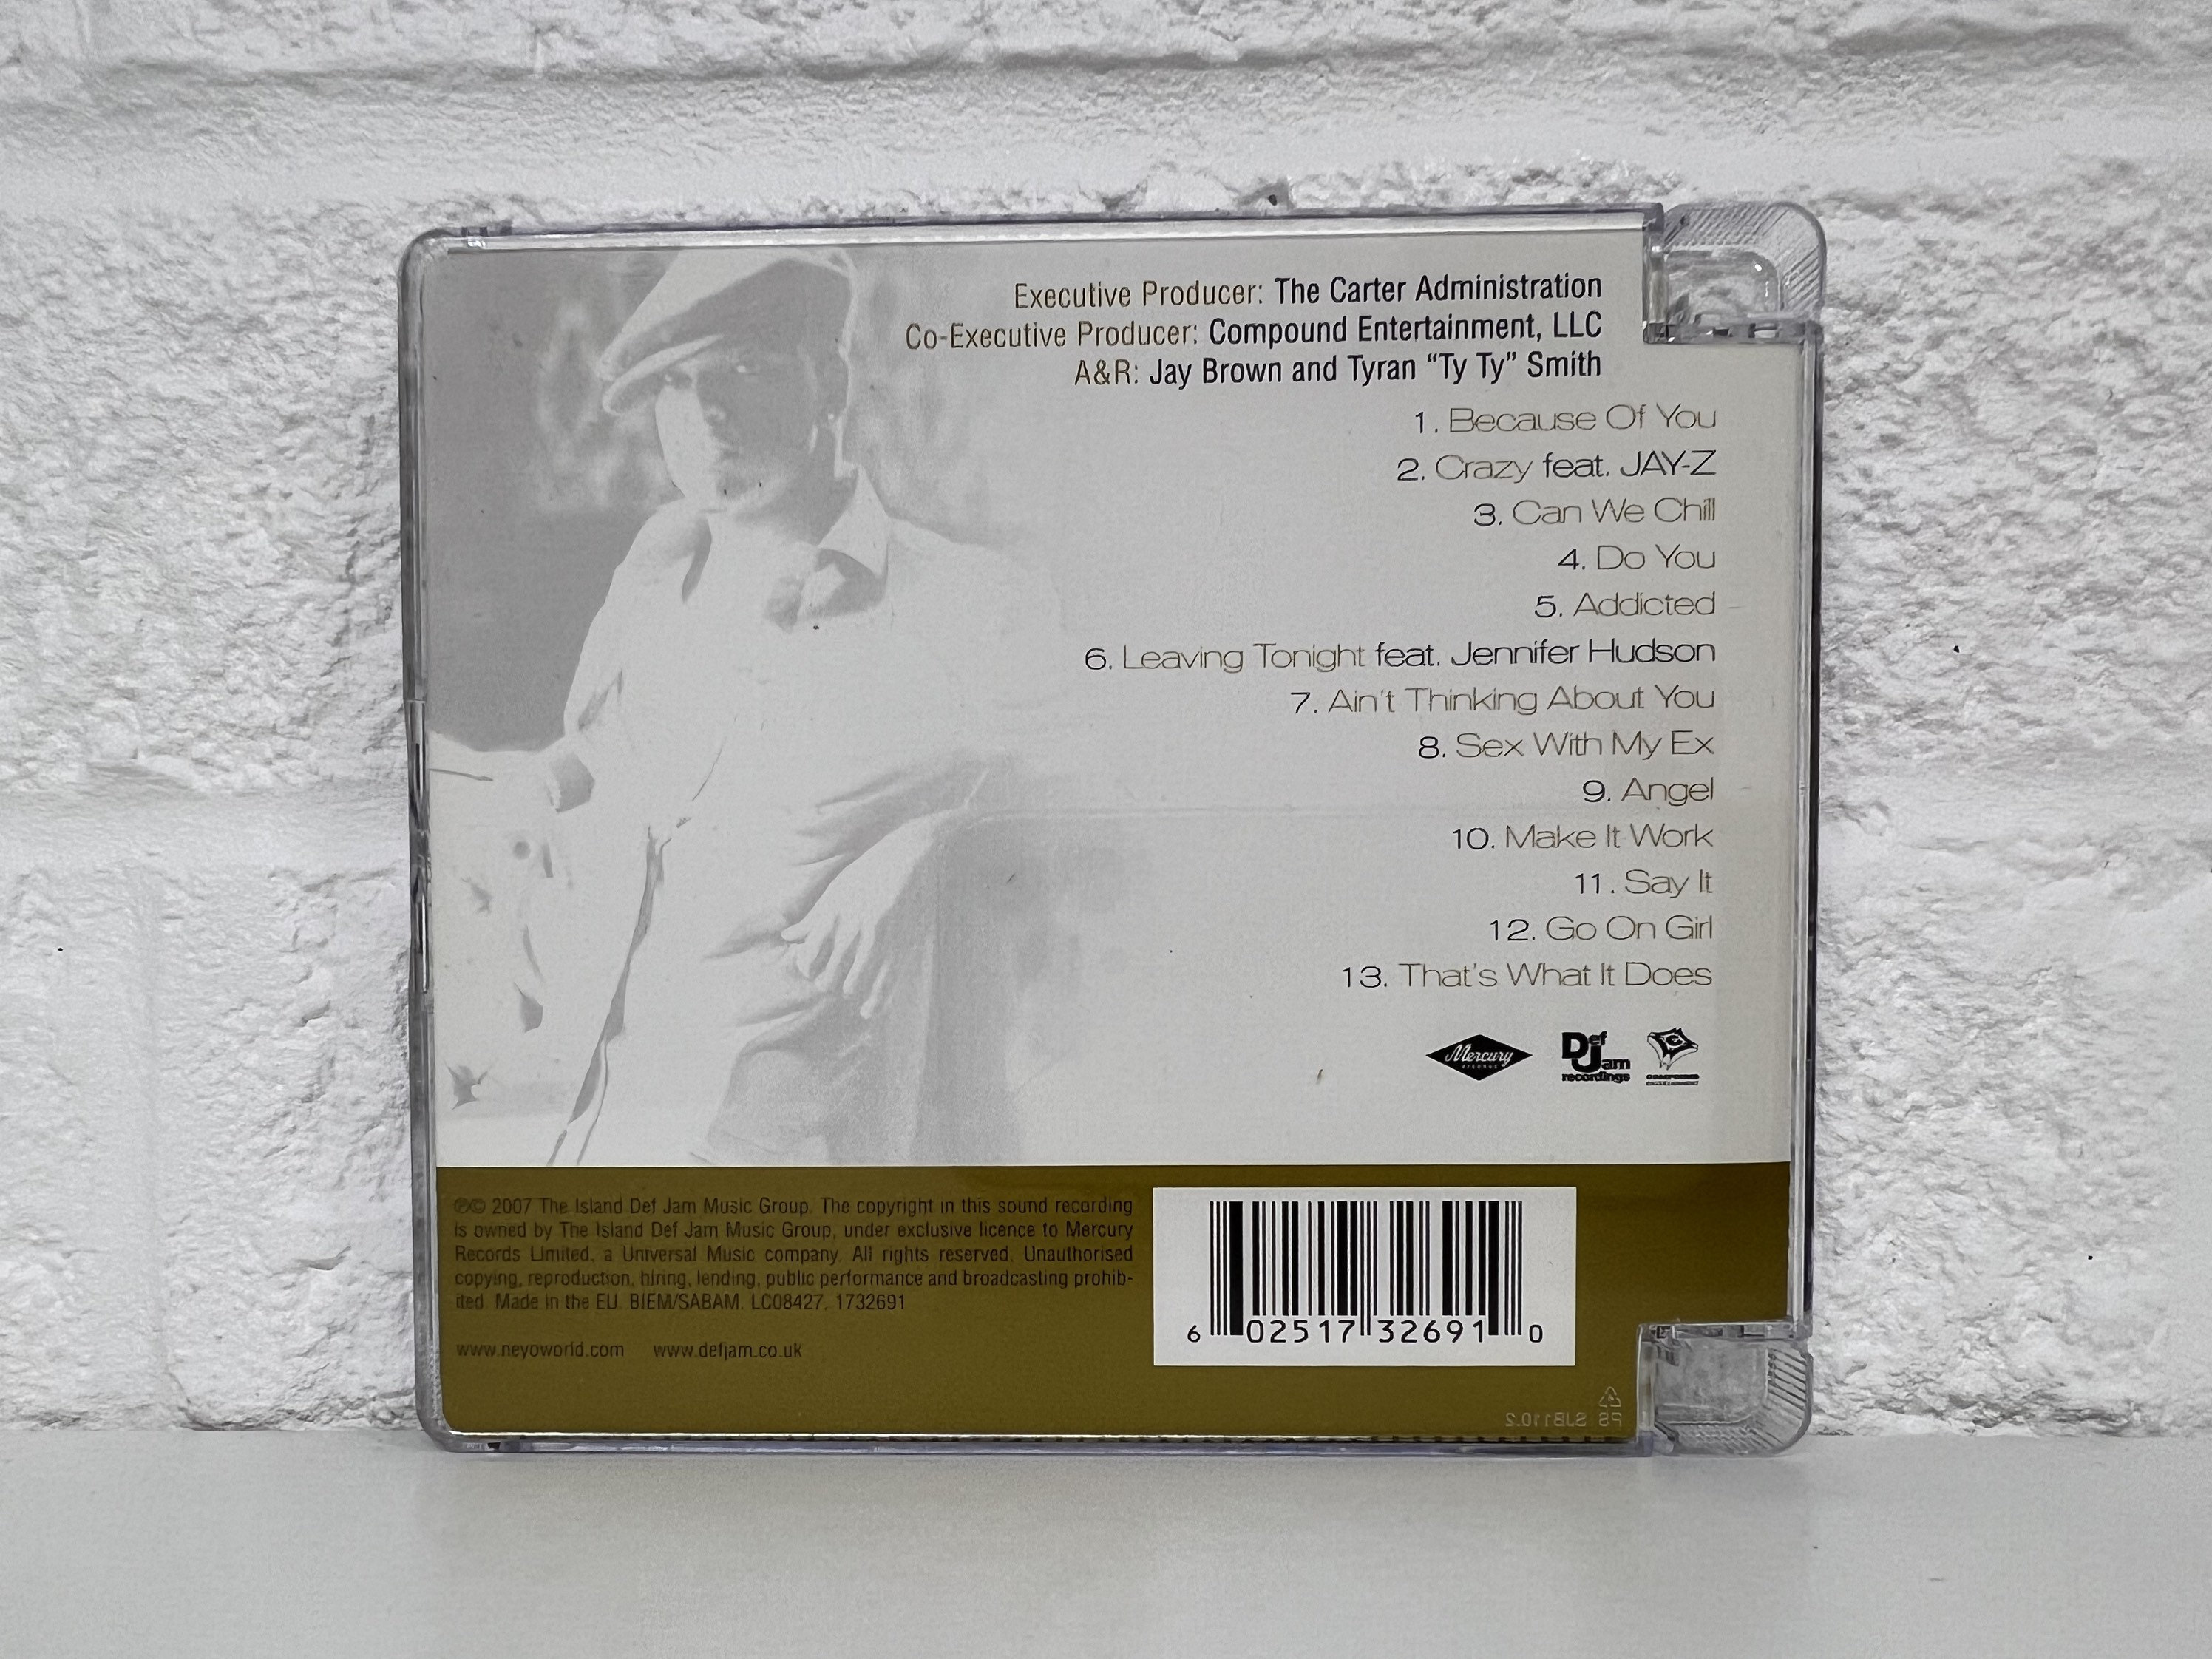 Executive Producer: The Carter Administration
Co-Executive Producer: Compound Entertainment, LLC
A&R: Jay Brown and Tyran “Ty Ty” Smith
1. Because Of You
2. Crazy feat. JAY-Z
3. Can We Chill
4. Do You
5. Addicted
6. Leaving Tonight feat. Jennifer Hudson
7. Ain't Thinking About You
8. Sex With My Ex
9. Angel
10. Make It Work
11. Say It
12. Go On Girl
13. That's What It Does
Mercury
RECORDS
Def
Jam
recordings
COMPOUND
℗© 2007 The Island Def Jam Music Group. The copyright in this sound recording
is owned by The Island Def Jam Music Group, under exclusive licence to Mercury
Records Limited, a Universal Music company. All rights reserved. Unauthorised
copying, reproduction, hiring, lending, public performance and broadcasting prohib-
ited. Made in the EU. BIEM/SABAM. LC08427. 1732691
www.neyoworld.com www.defjam.co.uk
6 02517 32691 0
PS SJB110.2